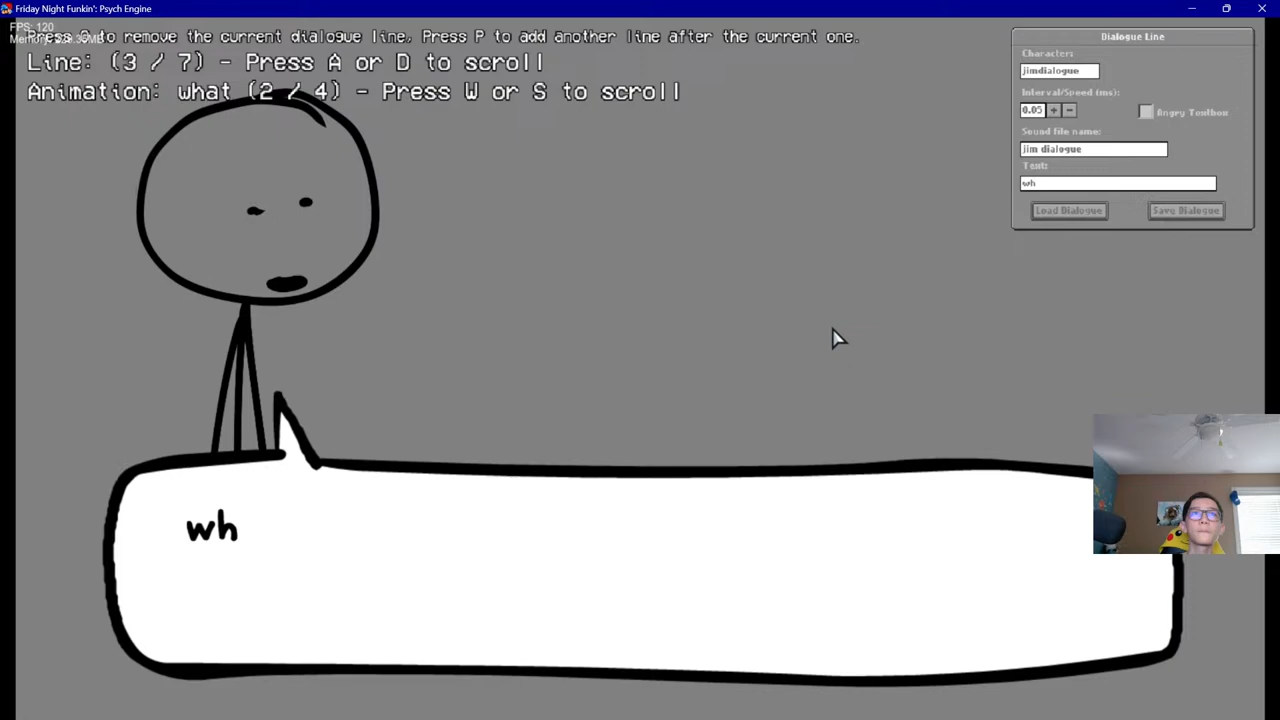 Friday Night Funkin': Psych Engine
FPS: 120
Press O to remove the current dialogue line, Press P to add another line after the current one.
Line: (3 / 7) - Press A or D to scroll
Animation: what (2 / 4) - Press W or S to scroll
Dialogue Line
Character:
jimdialogue
Interval/Speed (ms):
0.05 + -
Angry Textbox
Sound file name:
jim dialogue
Text:
wh
Load Dialogue
Save Dialogue
wh